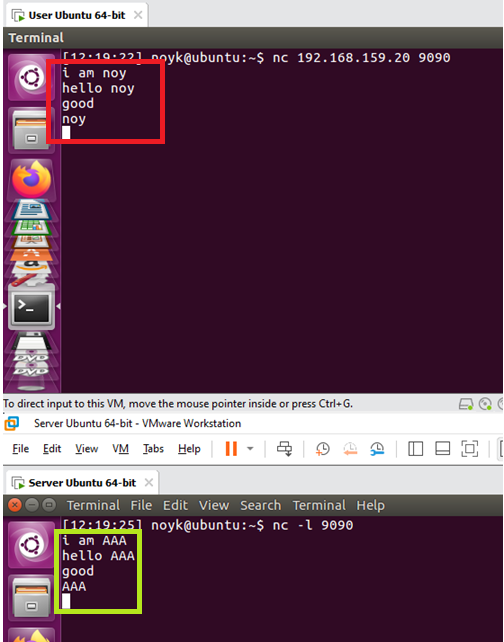 User Ubuntu 64-bit
Terminal
[12:19:22] noyk@ubuntu:~$ nc 192.168.159.20 9090
i am noy
hello noy
good
noy
To direct input to this VM, move the mouse pointer inside or press Ctrl+G.
Server Ubuntu 64-bit - VMware Workstation
File Edit View VM Tabs Help
Server Ubuntu 64-bit
Terminal File Edit View Search Terminal Help
[12:19:25] noyk@ubuntu:~$ nc -l 9090
i am AAA
hello AAA
good
AAA